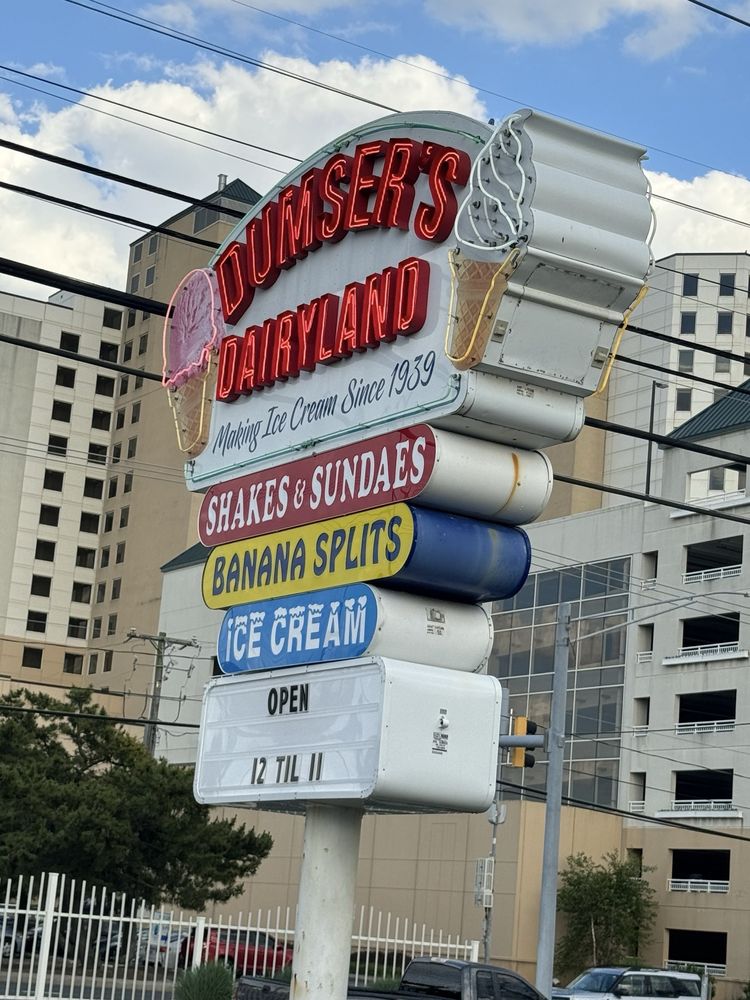 DUMSER'S
DAIRYLAND
Making Ice Cream Since 1939
SHAKES & SUNDAES
BANANA SPLITS
ICE CREAM
OPEN
12 TIL 11